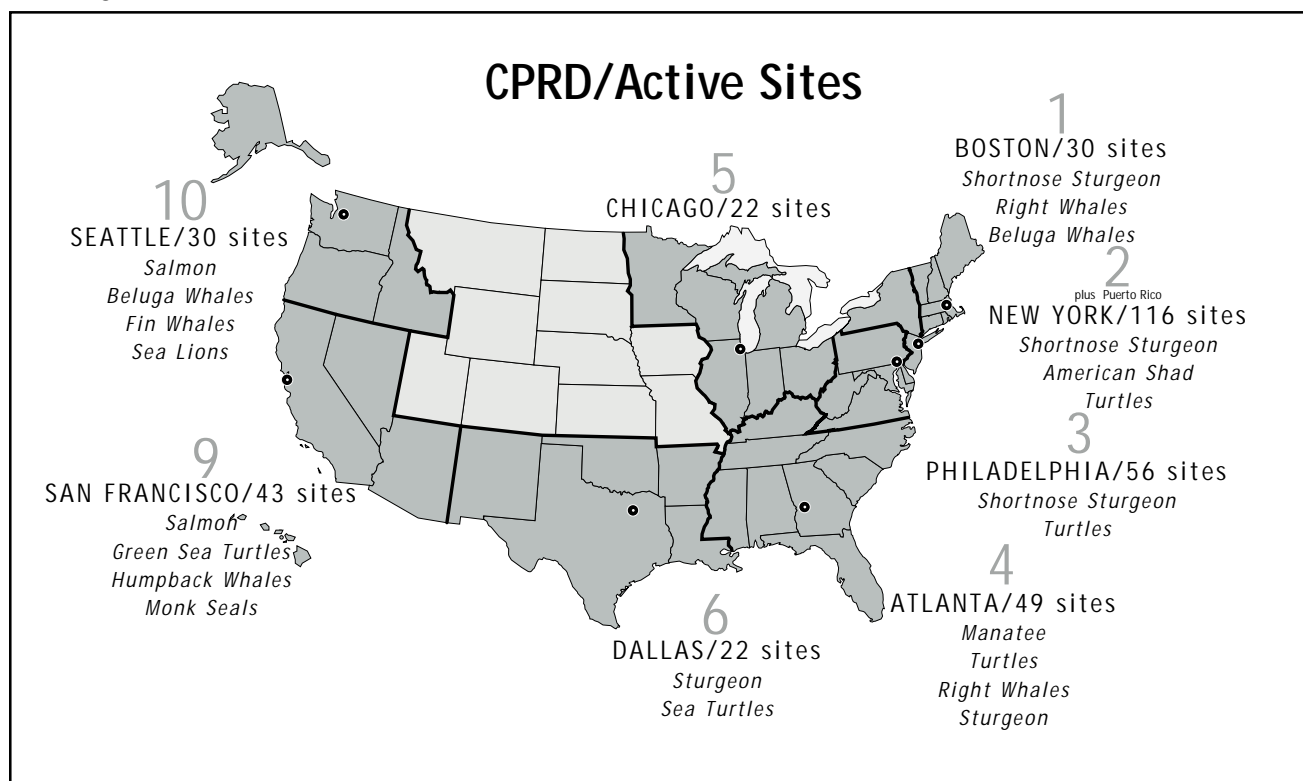 CPRD/Active Sites
1
BOSTON/30 sites
Shortnose Sturgeon
Right Whales
Beluga Whales
2
plus Puerto Rico
NEW YORK/116 sites
Shortnose Sturgeon
American Shad
Turtles
3
PHILADELPHIA/56 sites
Shortnose Sturgeon
Turtles
4
ATLANTA/49 sites
Manatee
Turtles
Right Whales
Sturgeon
5
CHICAGO/22 sites
6
DALLAS/22 sites
Sturgeon
Sea Turtles
9
SAN FRANCISCO/43 sites
Salmon
Green Sea Turtles
Humpback Whales
Monk Seals
10
SEATTLE/30 sites
Salmon
Beluga Whales
Fin Whales
Sea Lions